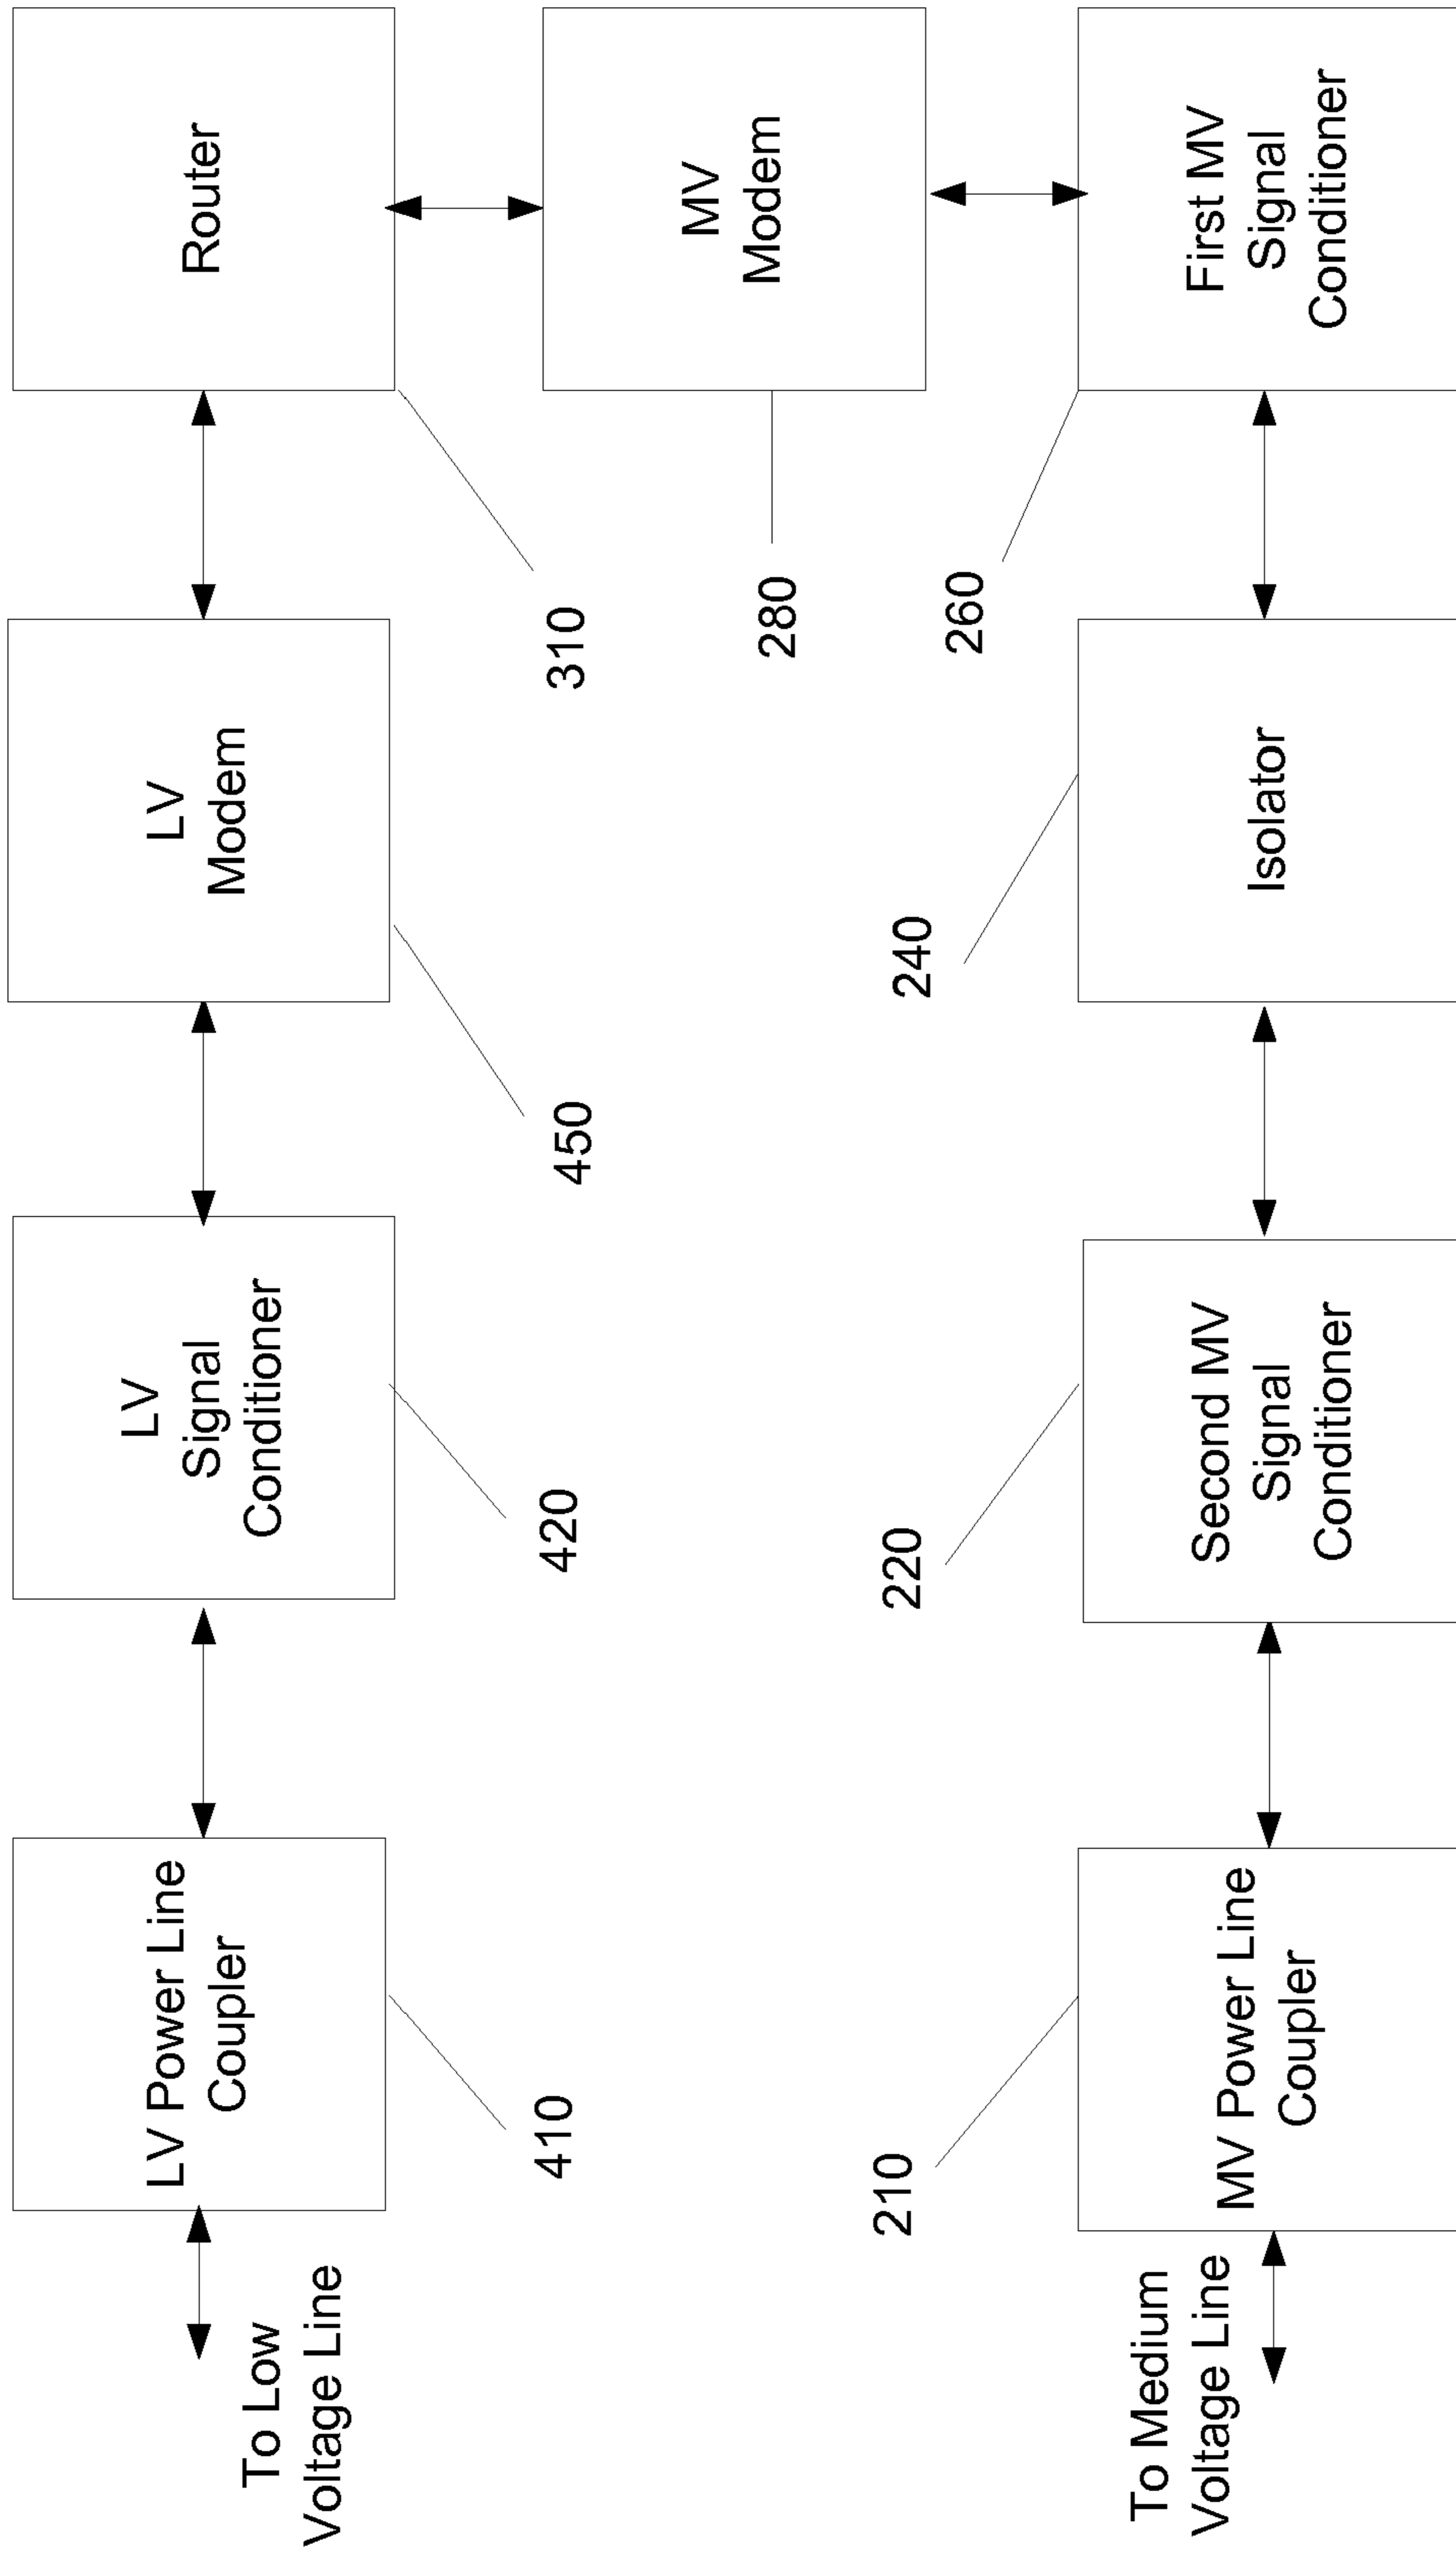 To Low
Voltage Line
LV Power Line
Coupler
410
LV
Signal
Conditioner
420
LV
Modem
450
Router
310
MV
Modem
280
To Medium
Voltage Line
MV Power Line
Coupler
210
Second MV
Signal
Conditioner
220
Isolator
240
First MV
Signal
Conditioner
260